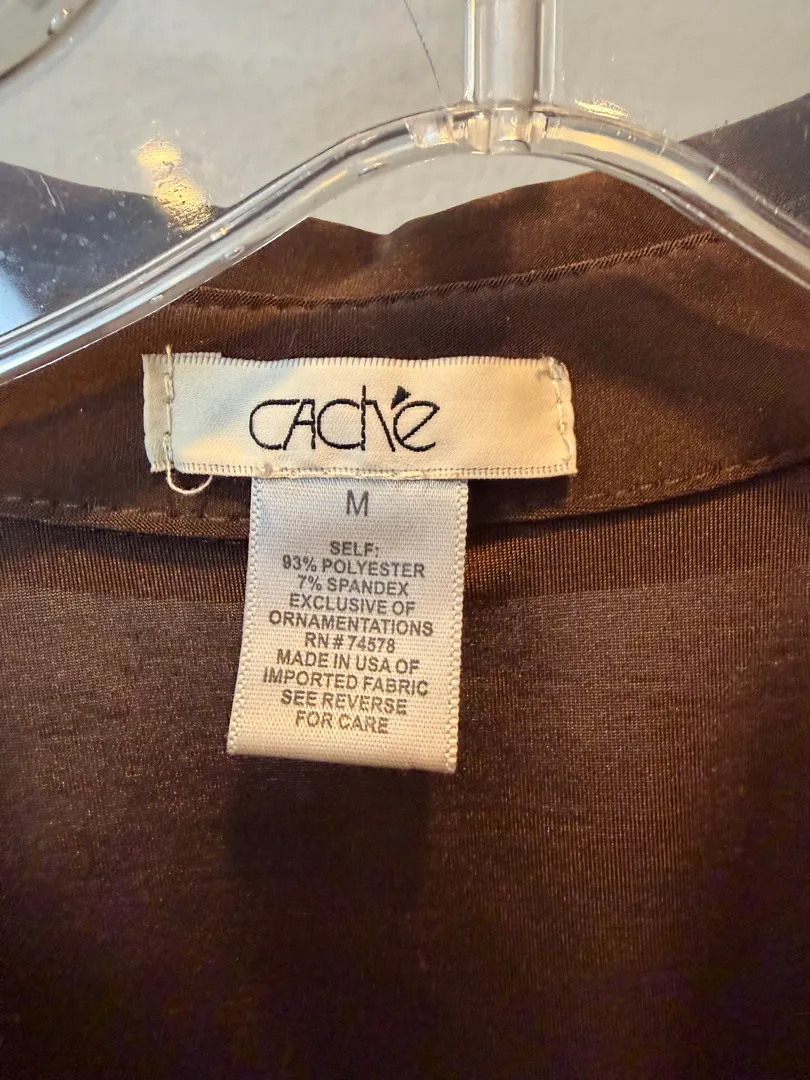 CACHÉ
M
SELF:
93% POLYESTER
7% SPANDEX
EXCLUSIVE OF
ORNAMENTATIONS
RN # 74578
MADE IN USA OF
IMPORTED FABRIC
SEE REVERSE
FOR CARE